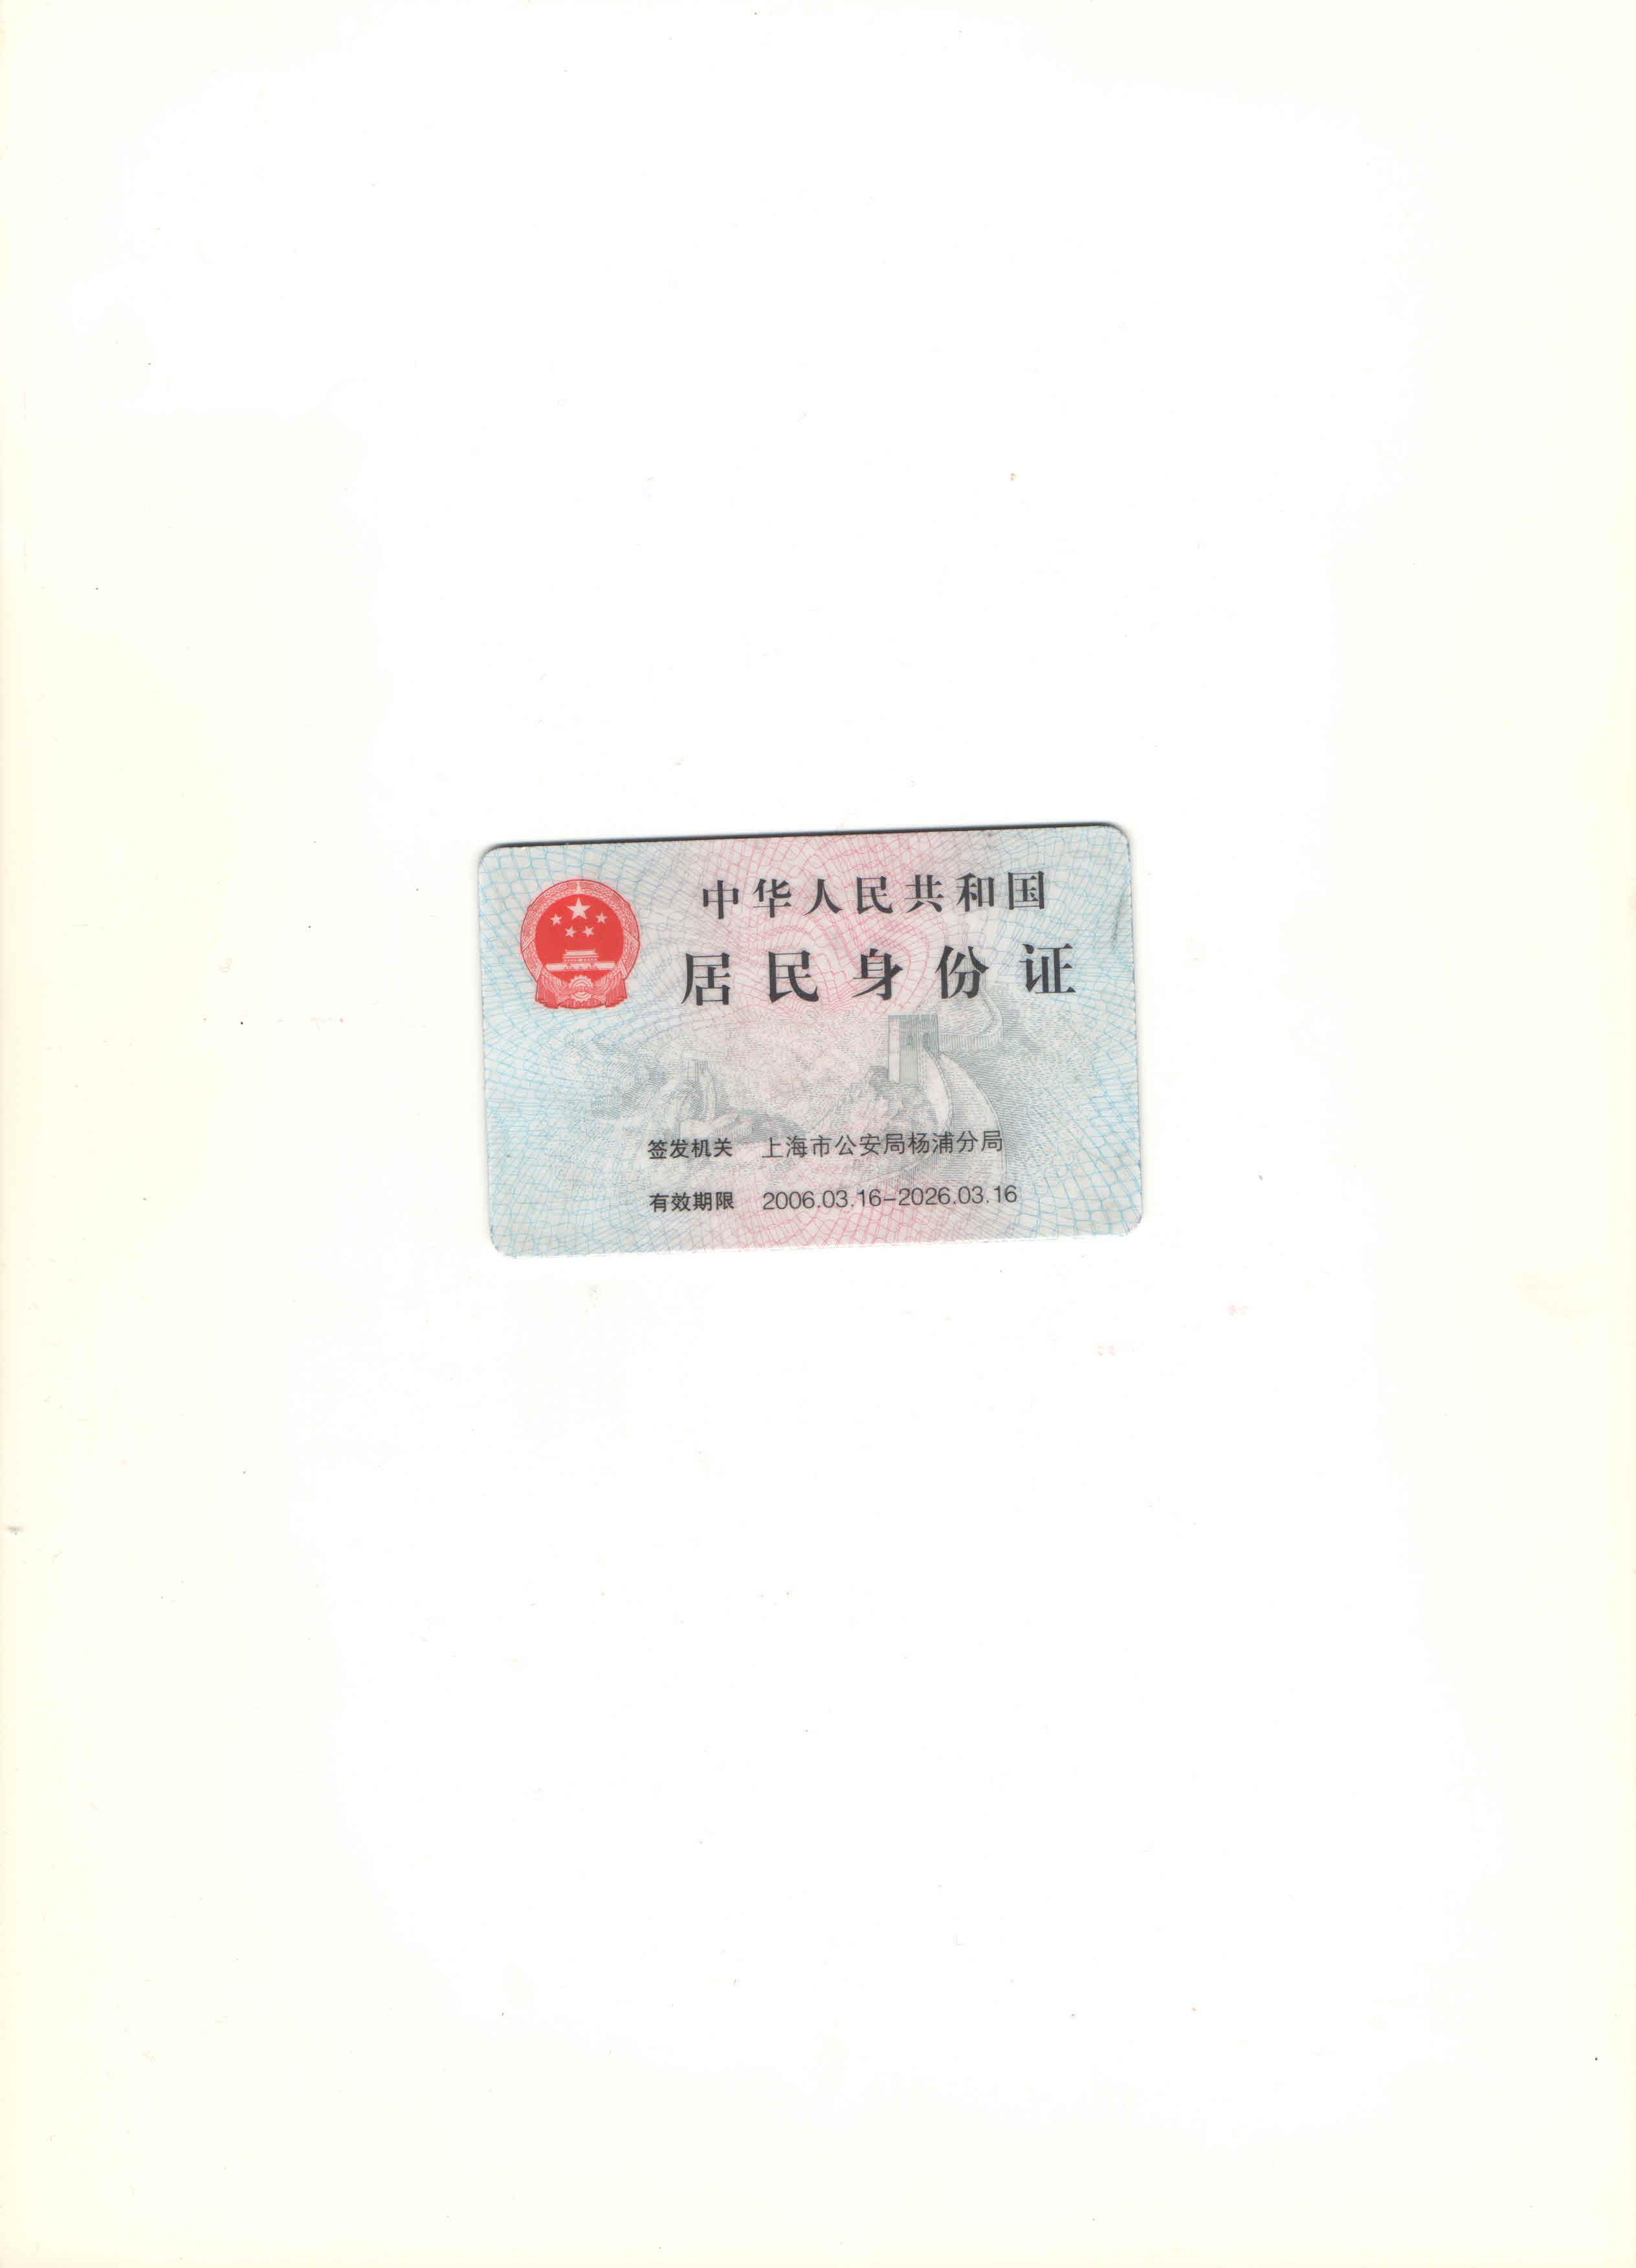 中华人民共和国
居民身份证
签发机关 上海市公安局杨浦分局
有效期限 2006.03.16-2026.03.16